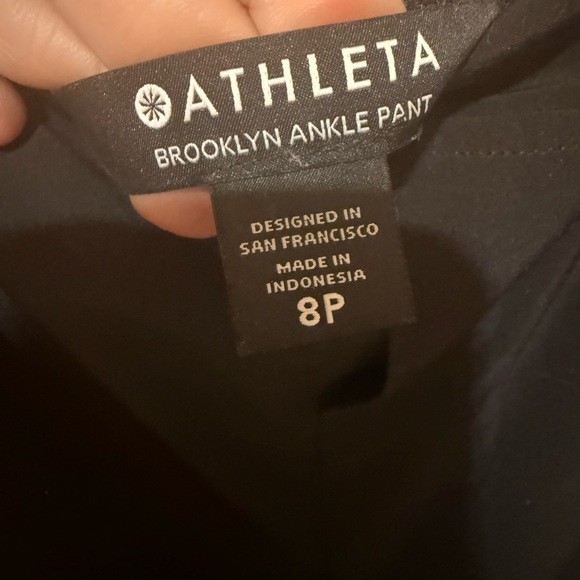 ATHLETA
BROOKLYN ANKLE PANT
DESIGNED IN
SAN FRANCISCO
MADE IN
INDONESIA
8P